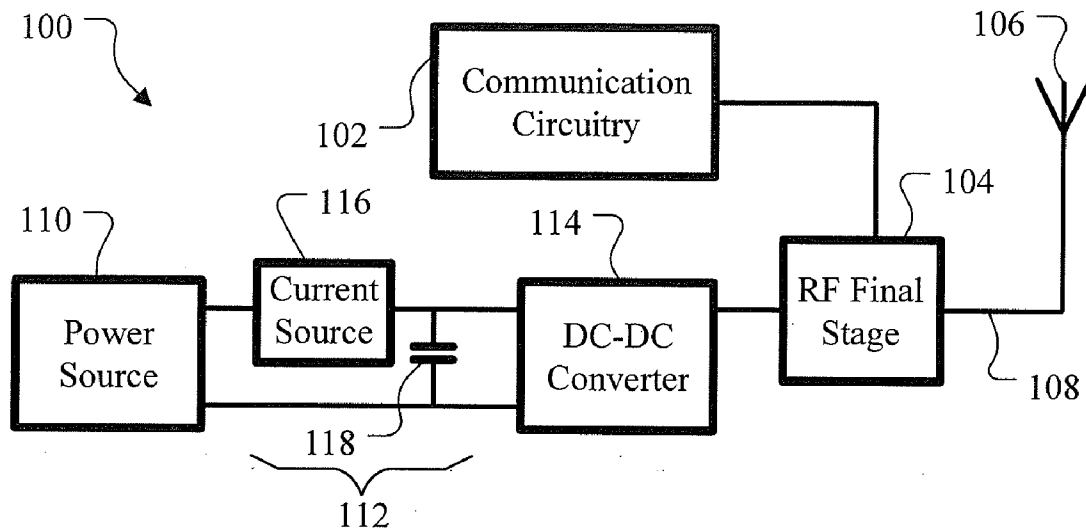 100
106
Communication
Circuitry
102
110
116
114
104
Power
Source
Current
Source
DC-DC
Converter
RF Final
Stage
118
108
112